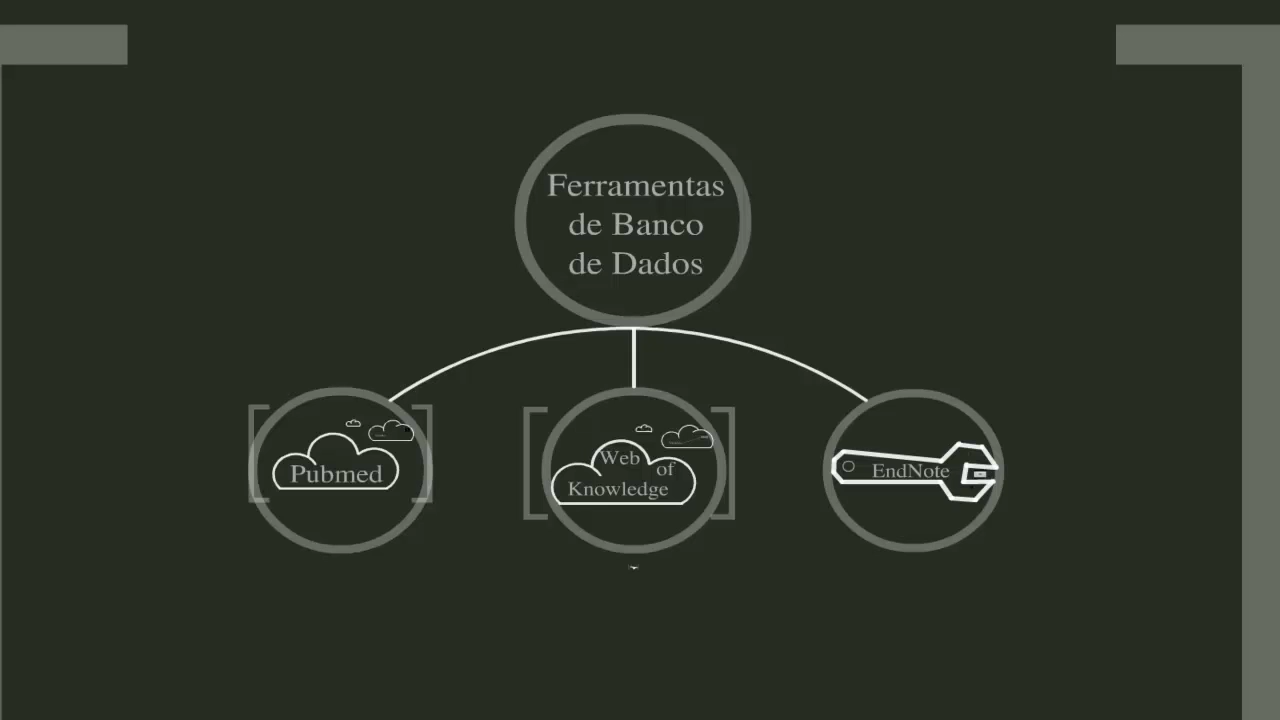 Ferramentas
de Banco
de Dados
Pubmed
Web of
Knowledge
EndNote